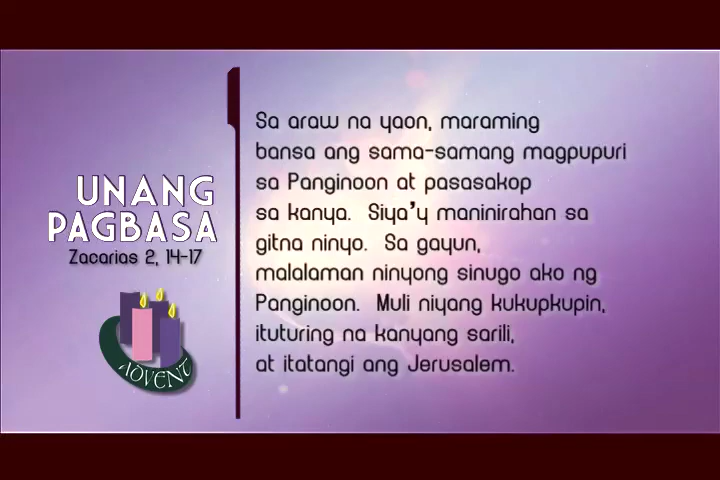 UNANG
PAGBASA
Zacarias 2, 14-17
ADVENT
Sa araw na yaon, maraming
bansa ang sama-samang magpupuri
sa Panginoon at pasasakop
sa kanya. Siya'y maninirahan sa
gitna ninyo. Sa gayun,
malalaman ninyong sinugo ako ng
Panginoon. Muli niyang kukupkupin,
ituturing na kanyang sarili,
at itatangi ang Jerusalem.